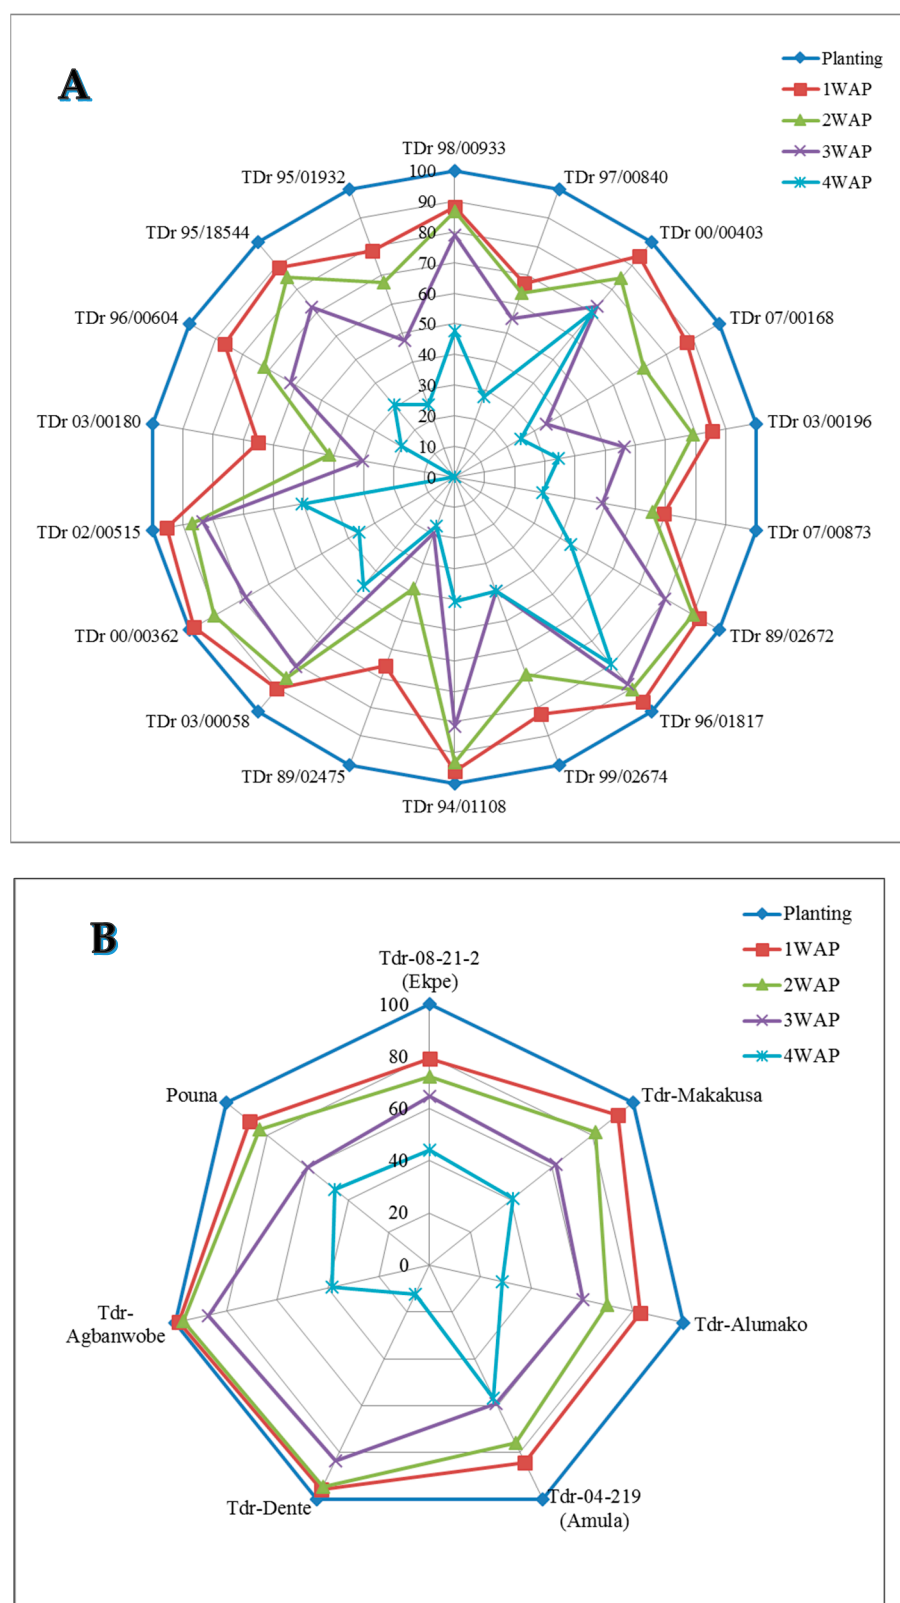 A
Planting
1WAP
2WAP
3WAP
4WAP
TDr 98/00933
TDr 97/00840
TDr 00/00403
TDr 07/00168
TDr 03/00196
TDr 07/00873
TDr 89/02672
TDr 96/01817
TDr 99/02674
TDr 94/01108
TDr 89/02475
TDr 03/00058
TDr 00/00362
TDr 02/00515
TDr 03/00180
TDr 96/00604
TDr 95/18544
TDr 95/01932
100
90
80
70
60
50
40
30
20
10
0
B
Planting
1WAP
2WAP
3WAP
4WAP
Tdr-08-21-2
(Ekpe)
Tdr-Makakusa
Tdr-Alumako
Tdr-04-219
(Amula)
Tdr-Dente
Tdr-
Agbanwobe
Pouna
100
80
60
40
20
0